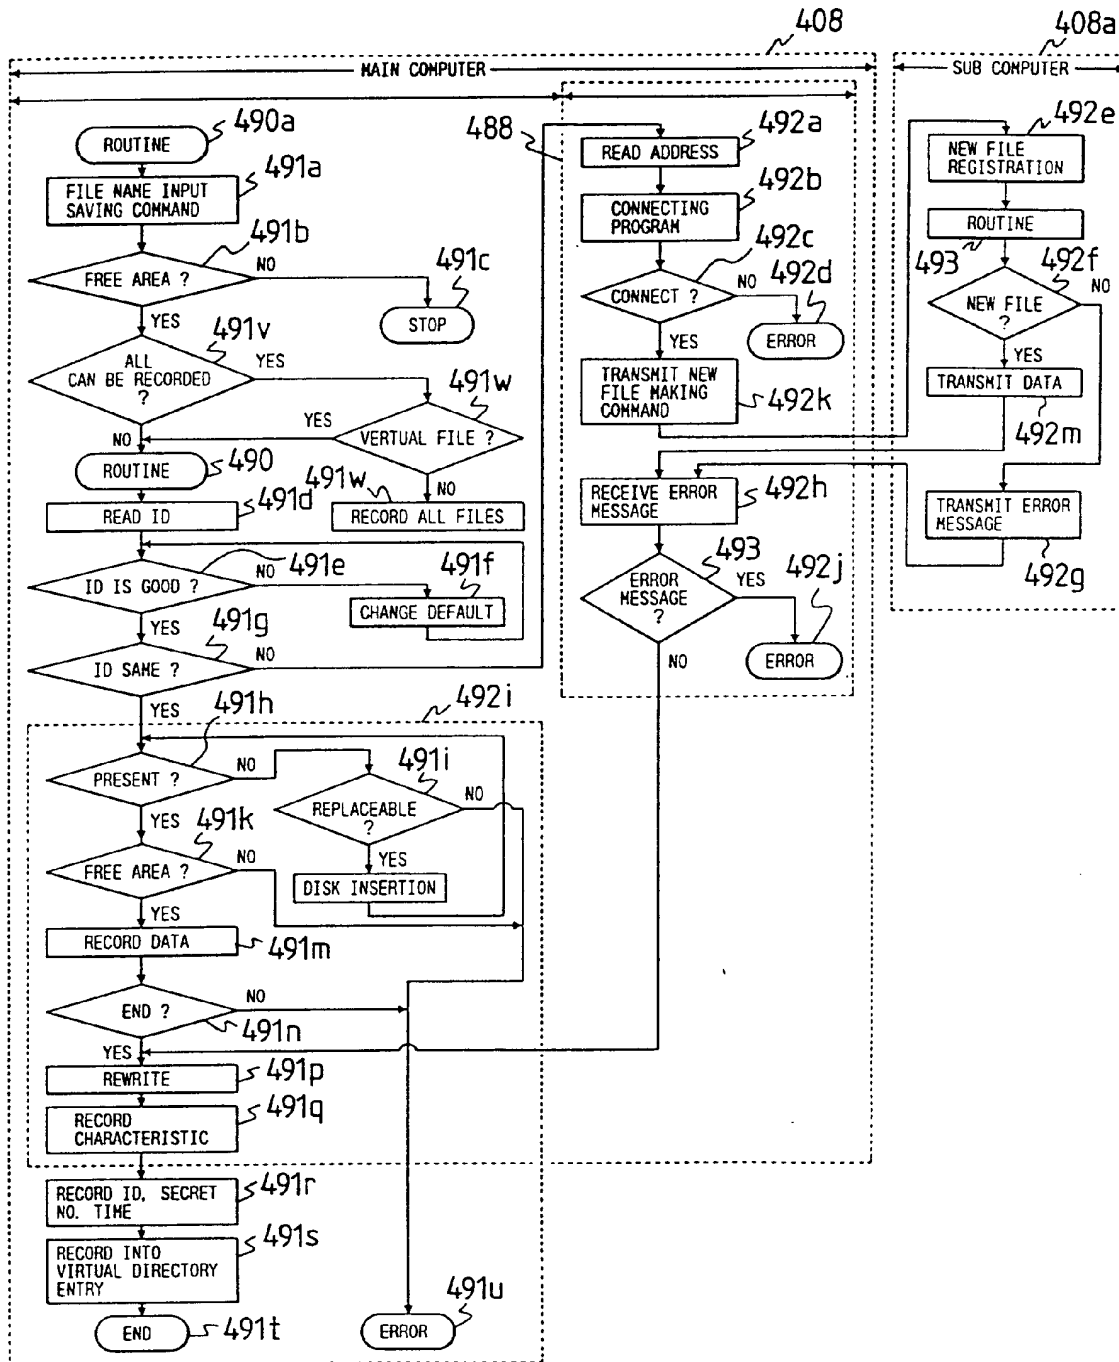 408
408a
MAIN COMPUTER
SUB COMPUTER
490a
ROUTINE
491a
FILE NAME INPUT
SAVING COMMAND
491b
FREE AREA ?
NO
491c
STOP
YES
491v
ALL
CAN BE RECORDED
?
YES
491w
YES
VERTUAL FILE ?
NO
NO
490
ROUTINE
491d
READ ID
491w
RECORD ALL FILES
491e
ID IS GOOD ?
NO
491f
CHANGE DEFAULT
YES
491g
ID SAME ?
NO
YES
488
492a
READ ADDRESS
492b
CONNECTING
PROGRAM
492c
CONNECT ?
NO
492d
ERROR
YES
TRANSMIT NEW
FILE MAKING
COMMAND
492k
RECEIVE ERROR
MESSAGE
492h
493
ERROR
MESSAGE
?
YES
492j
ERROR
NO
492e
NEW FILE
REGISTRATION
ROUTINE
493
492f
NEW FILE
?
NO
YES
TRANSMIT DATA
492m
TRANSMIT ERROR
MESSAGE
492g
492i
491h
PRESENT ?
NO
491i
REPLACEABLE
?
NO
YES
DISK INSERTION
YES
491k
FREE AREA ?
NO
YES
RECORD DATA
491m
END ?
NO
491n
YES
REWRITE
491p
491q
RECORD
CHARACTERISTIC
491r
RECORD ID, SECRET
NO. TIME
491s
RECORD INTO
VIRTUAL DIRECTORY
ENTRY
END
491t
ERROR
491u